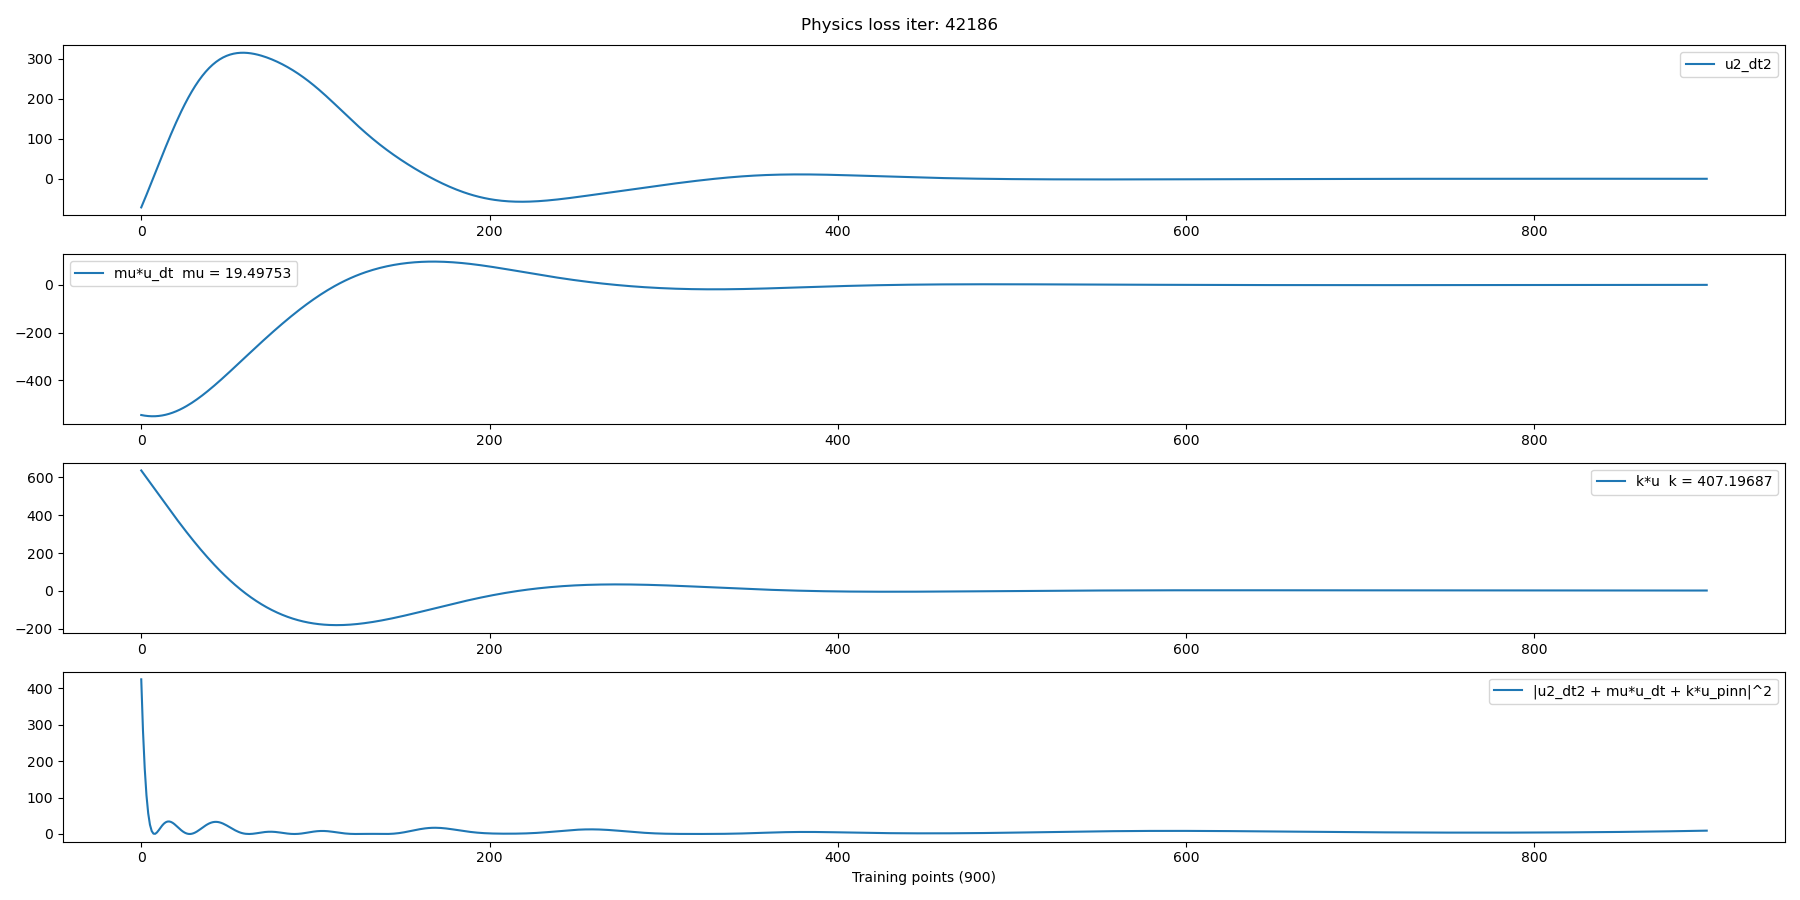 Physics loss iter: 42186
300
200
100
0
u2_dt2
0 200 400 600 800
0
−200
−400
mu*u_dt  mu = 19.49753
0 200 400 600 800
600
400
200
0
−200
k*u  k = 407.19687
0 200 400 600 800
400
300
200
100
0
|u2_dt2 + mu*u_dt + k*u_pinn|^2
0 200 400 600 800
Training points (900)